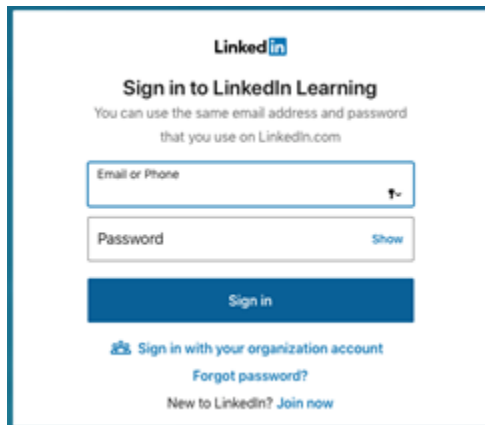 Linked in
Sign in to LinkedIn Learning
You can use the same email address and password
that you use on LinkedIn.com
Email or Phone
Password Show
Sign in
Sign in with your organization account
Forgot password?
New to LinkedIn? Join now